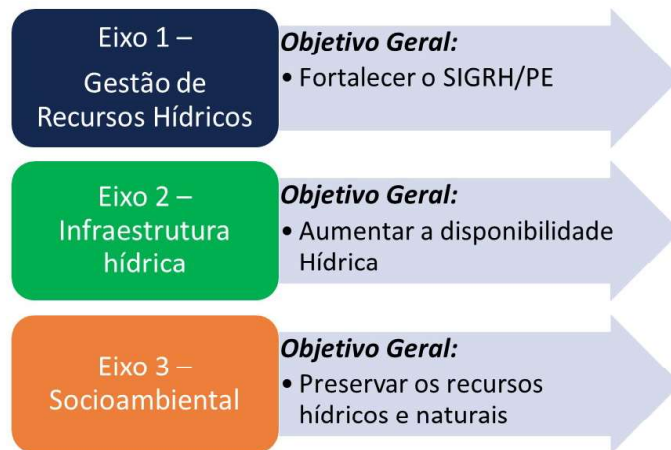 Eixo 1 –
Gestão de
Recursos Hídricos
Objetivo Geral:
• Fortalecer o SIGRH/PE
Eixo 2 –
Infraestrutura
hídrica
Objetivo Geral:
• Aumentar a disponibilidade
Hídrica
Eixo 3 –
Socioambiental
Objetivo Geral:
• Preservar os recursos
hídricos e naturais